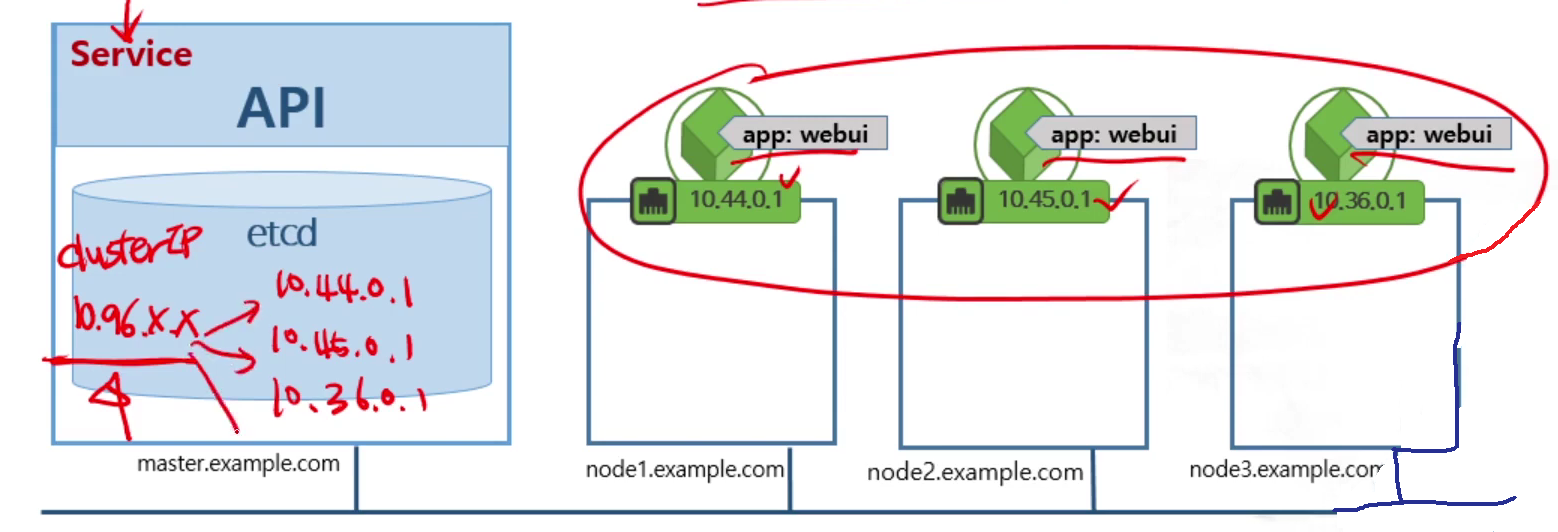 Service
API
etcd
clusterIP
10.96.x.x
10.44.0.1
10.45.0.1
10.36.0.1
master.example.com
app: webui
10.44.0.1
node1.example.com
app: webui
10.45.0.1
node2.example.com
app: webui
10.36.0.1
node3.example.com